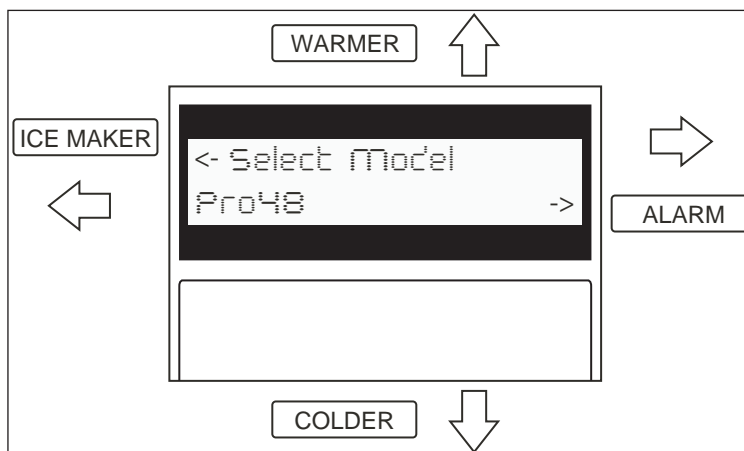 WARMER
ICE MAKER
<- Select Model
Pro48 ->
ALARM
COLDER